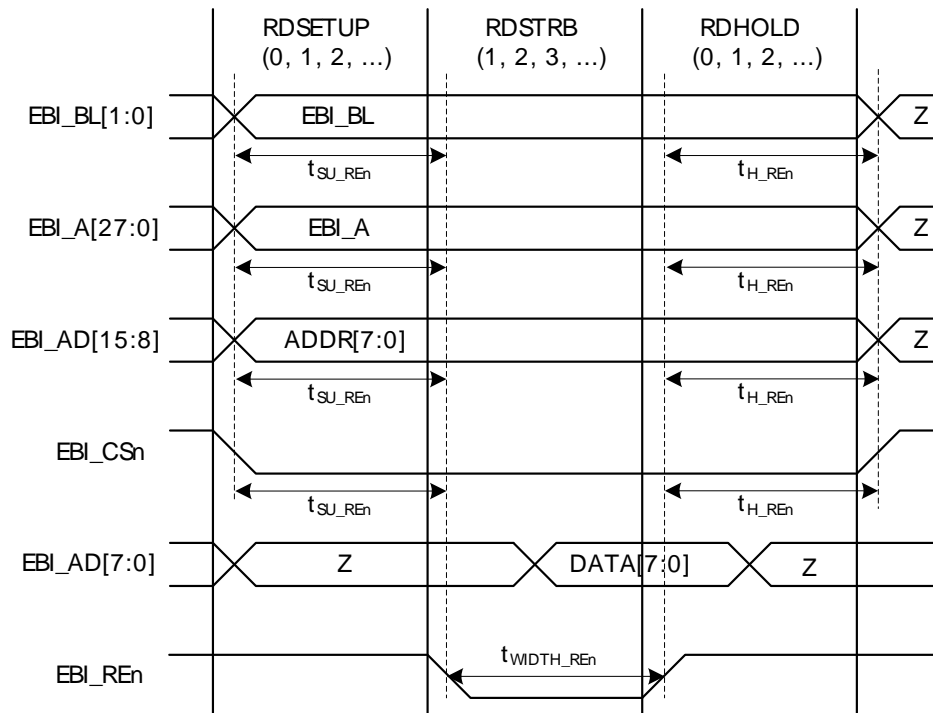 RDSETUP RDSTRB RDHOLD
(0, 1, 2, ...) (1, 2, 3, ...) (0, 1, 2, ...)
EBI_BL[1:0] EBI_BL Z
tSU_REn tH_REn
EBI_A[27:0] EBI_A Z
tSU_REn tH_REn
EBI_AD[15:8] ADDR[7:0] Z
tSU_REn tH_REn
EBI_CSn
tSU_REn tH_REn
EBI_AD[7:0] Z DATA[7:0] Z
tWIDTH_REn
EBI_REn